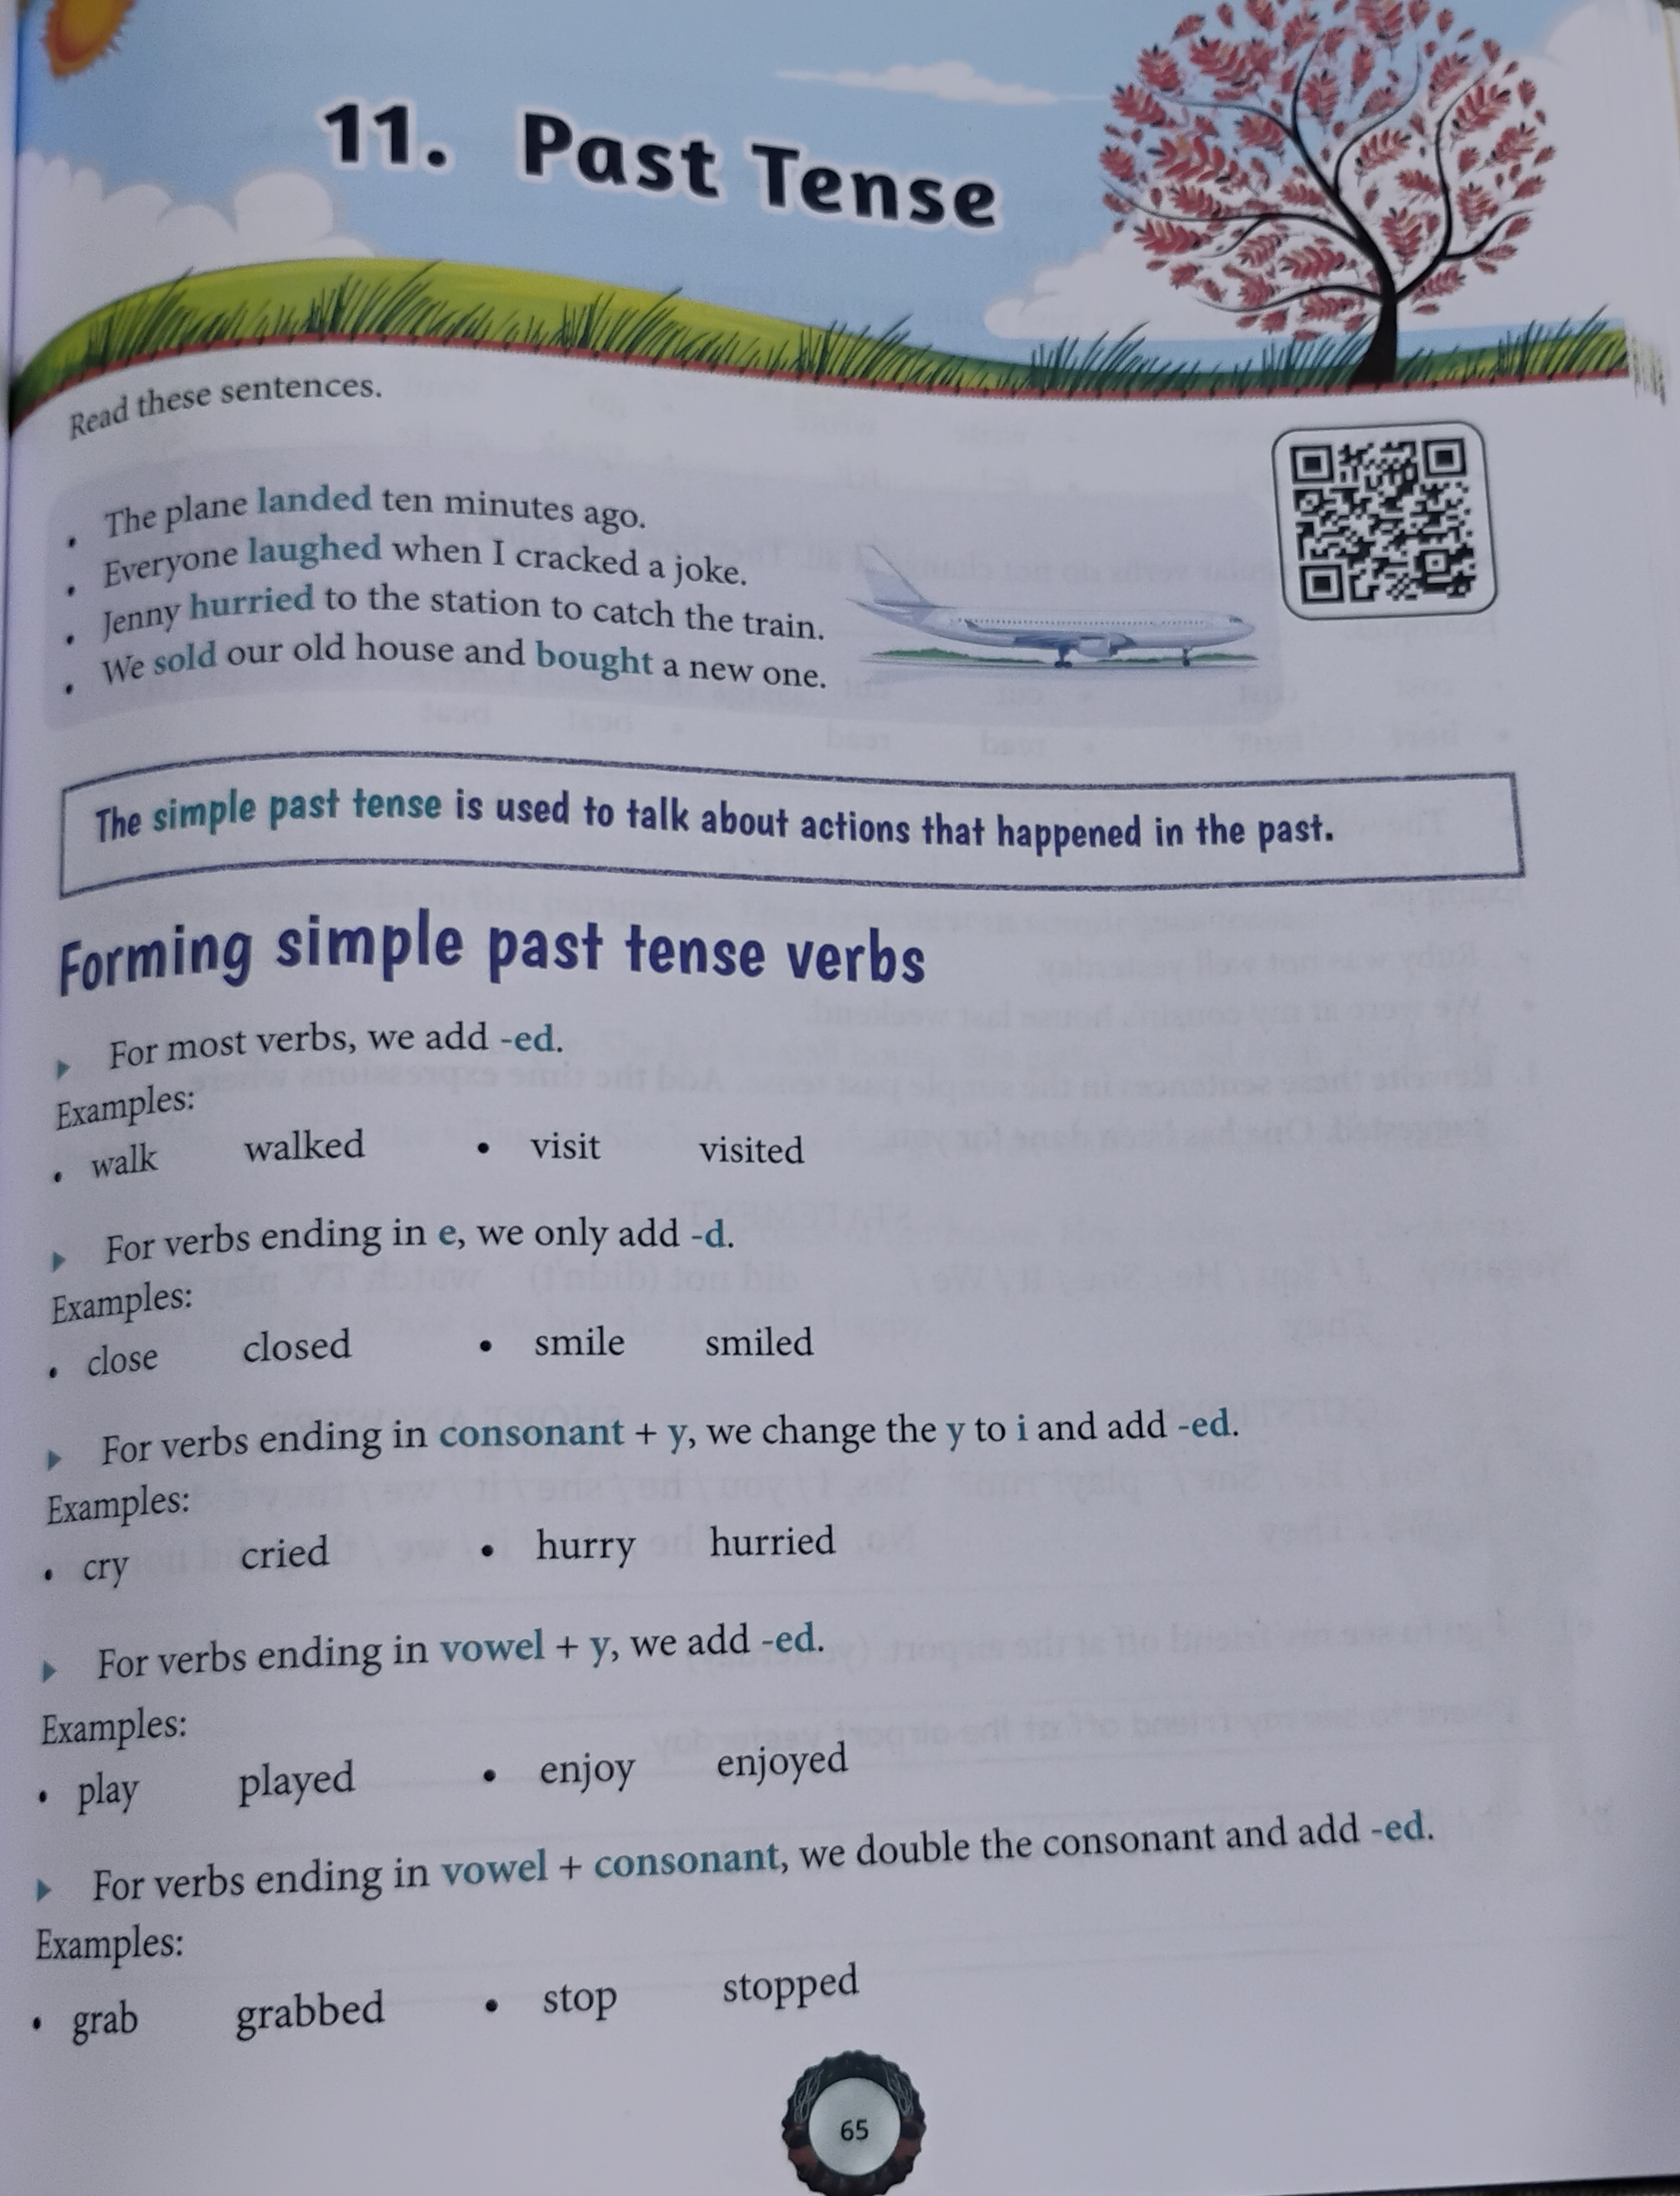 11. Past Tense
Read these sentences.
• The plane landed ten minutes ago.
• Everyone laughed when I cracked a joke.
• Jenny hurried to the station to catch the train.
• We sold our old house and bought a new one.
The simple past tense is used to talk about actions that happened in the past.
Forming simple past tense verbs
▶ For most verbs, we add -ed.
Examples:
• walk walked • visit visited
▶ For verbs ending in e, we only add -d.
Examples:
• close closed • smile smiled
▶ For verbs ending in consonant + y, we change the y to i and add -ed.
Examples:
• cry cried • hurry hurried
▶ For verbs ending in vowel + y, we add -ed.
Examples:
• play played • enjoy enjoyed
▶ For verbs ending in vowel + consonant, we double the consonant and add -ed.
Examples:
• grab grabbed • stop stopped
65